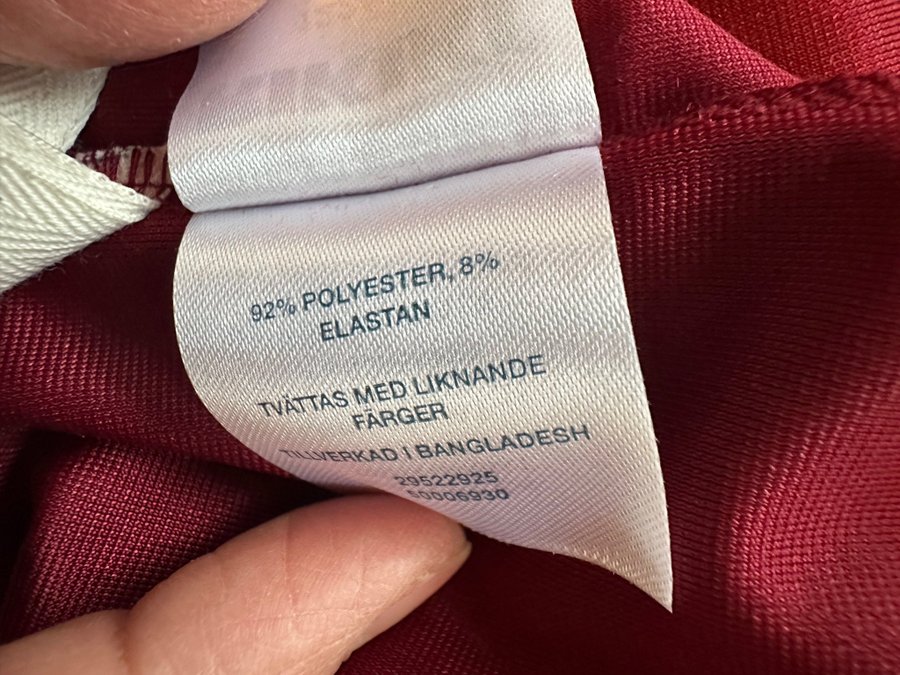 92% POLYESTER, 8%
ELASTAN
TVÄTTAS MED LIKNANDE
FÄRGER
TILLVERKAD I BANGLADESH
29522925
50006930